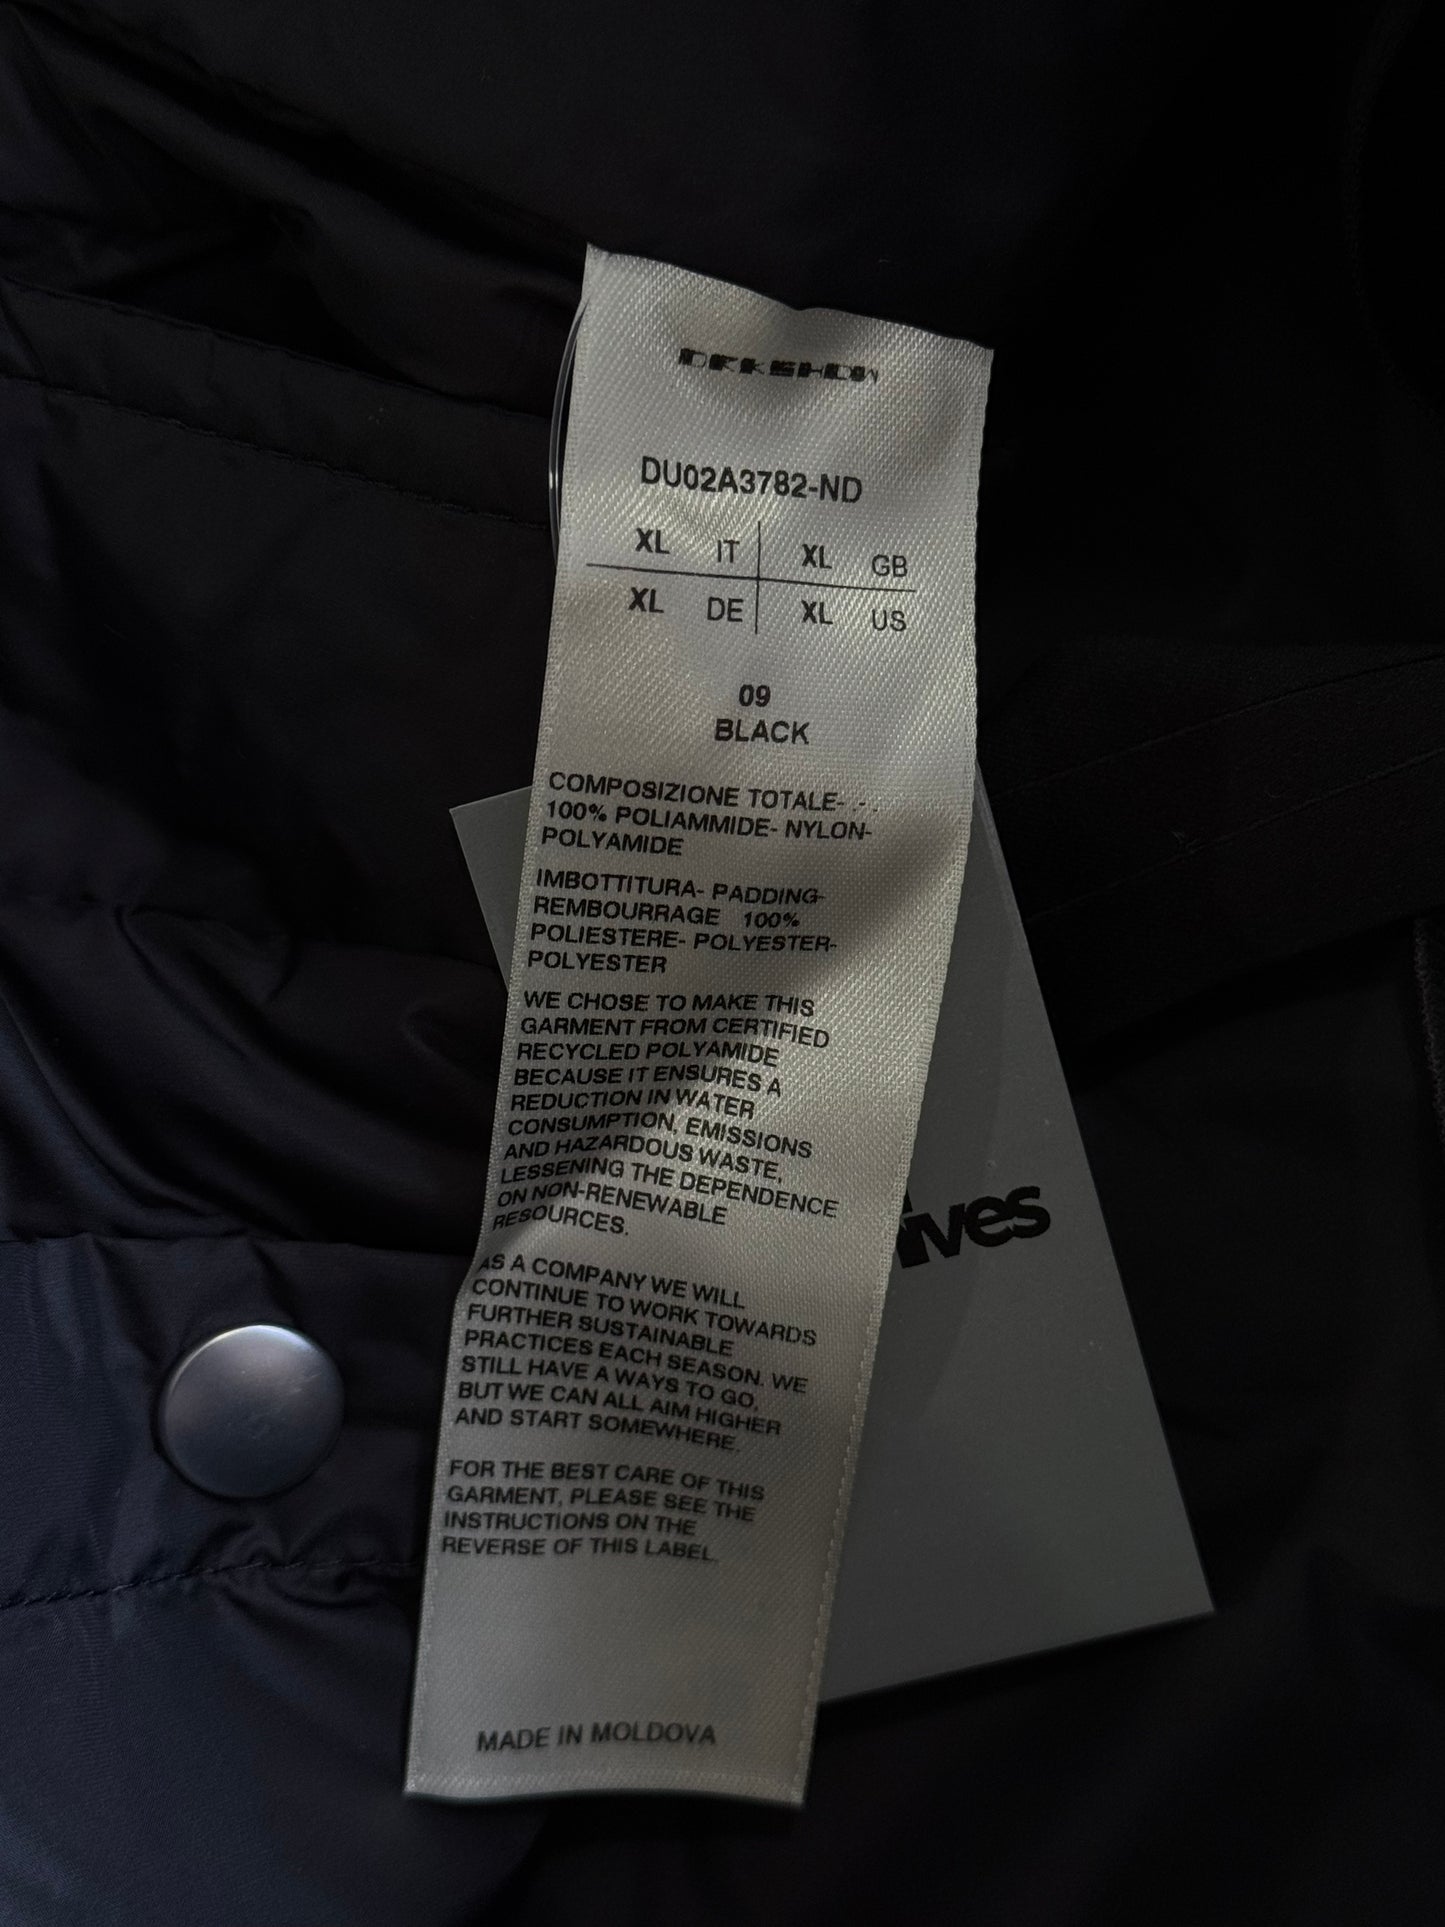 DRKSHDW
DU02A3782-ND
XL IT XL GB
XL DE XL US
09
BLACK
COMPOSIZIONE TOTALE- .- .
100% POLIAMMIDE- NYLON-
POLYAMIDE
IMBOTTITURA- PADDING-
REMBOURRAGE 100%
POLIESTERE- POLYESTER-
POLYESTER
WE CHOSE TO MAKE THIS
GARMENT FROM CERTIFIED
RECYCLED POLYAMIDE
BECAUSE IT ENSURES A
REDUCTION IN WATER
CONSUMPTION, EMISSIONS
AND HAZARDOUS WASTE,
LESSENING THE DEPENDENCE
ON NON-RENEWABLE
RESOURCES.
AS A COMPANY WE WILL
CONTINUE TO WORK TOWARDS
FURTHER SUSTAINABLE
PRACTICES EACH SEASON. WE
STILL HAVE A WAYS TO GO,
BUT WE CAN ALL AIM HIGHER
AND START SOMEWHERE.
FOR THE BEST CARE OF THIS
GARMENT, PLEASE SEE THE
INSTRUCTIONS ON THE
REVERSE OF THIS LABEL.
MADE IN MOLDOVA
ives